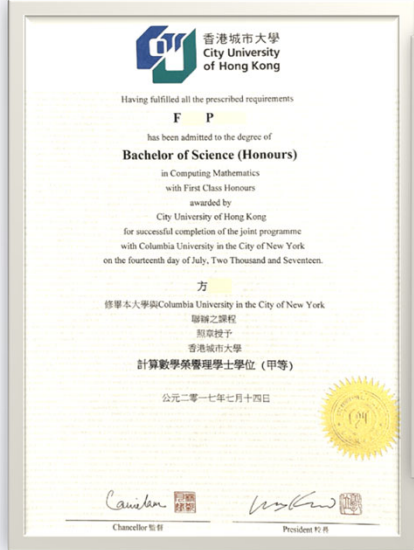 香港城市大學
City University
of Hong Kong
Having fulfilled all the prescribed requirements
F P
has been admitted to the degree of
Bachelor of Science (Honours)
in Computing Mathematics
with First Class Honours
awarded by
City University of Hong Kong
for successful completion of the joint programme
with Columbia University in the City of New York
on the fourteenth day of July, Two Thousand and Seventeen.
方
修畢本大學與Columbia University in the City of New York
聯辦之課程
照章授予
香港城市大學
計算數學榮譽理學士學位（甲等）
公元二零一七年七月十四日
Chancellor 監督
President 校長